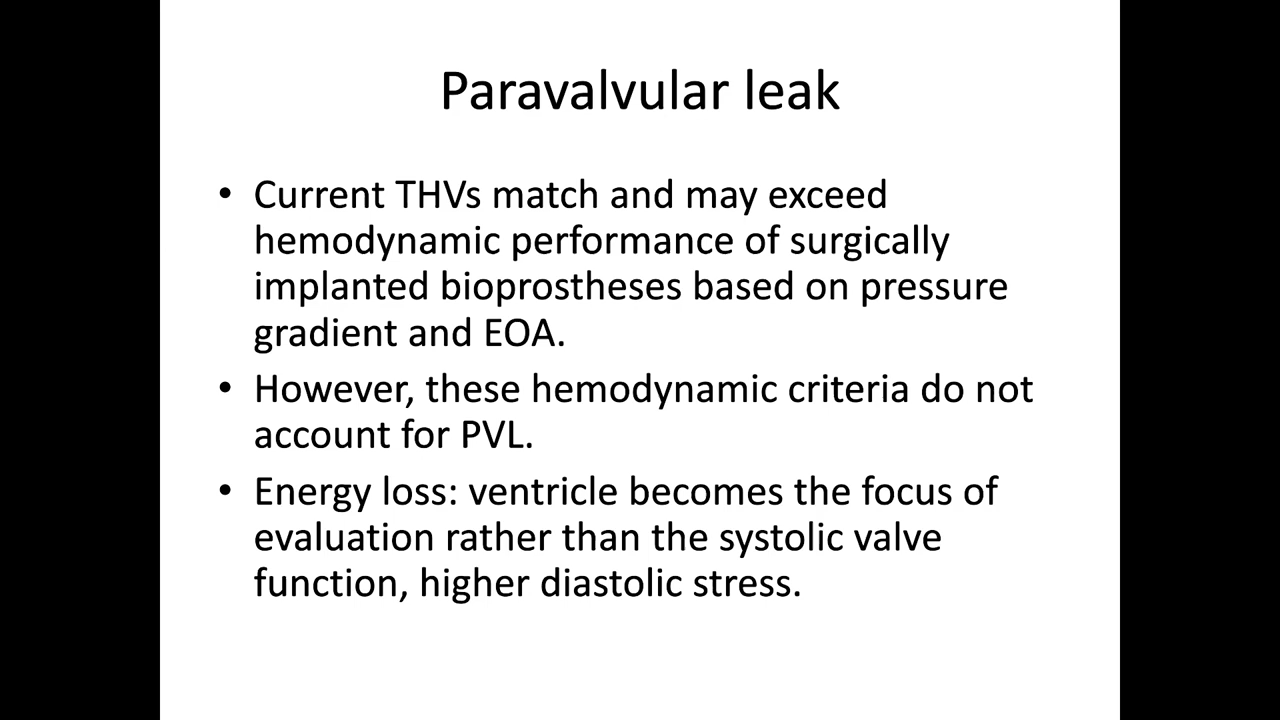 Paravalvular leak
• Current THVs match and may exceed
hemodynamic performance of surgically
implanted bioprostheses based on pressure
gradient and EOA.
• However, these hemodynamic criteria do not
account for PVL.
• Energy loss: ventricle becomes the focus of
evaluation rather than the systolic valve
function, higher diastolic stress.